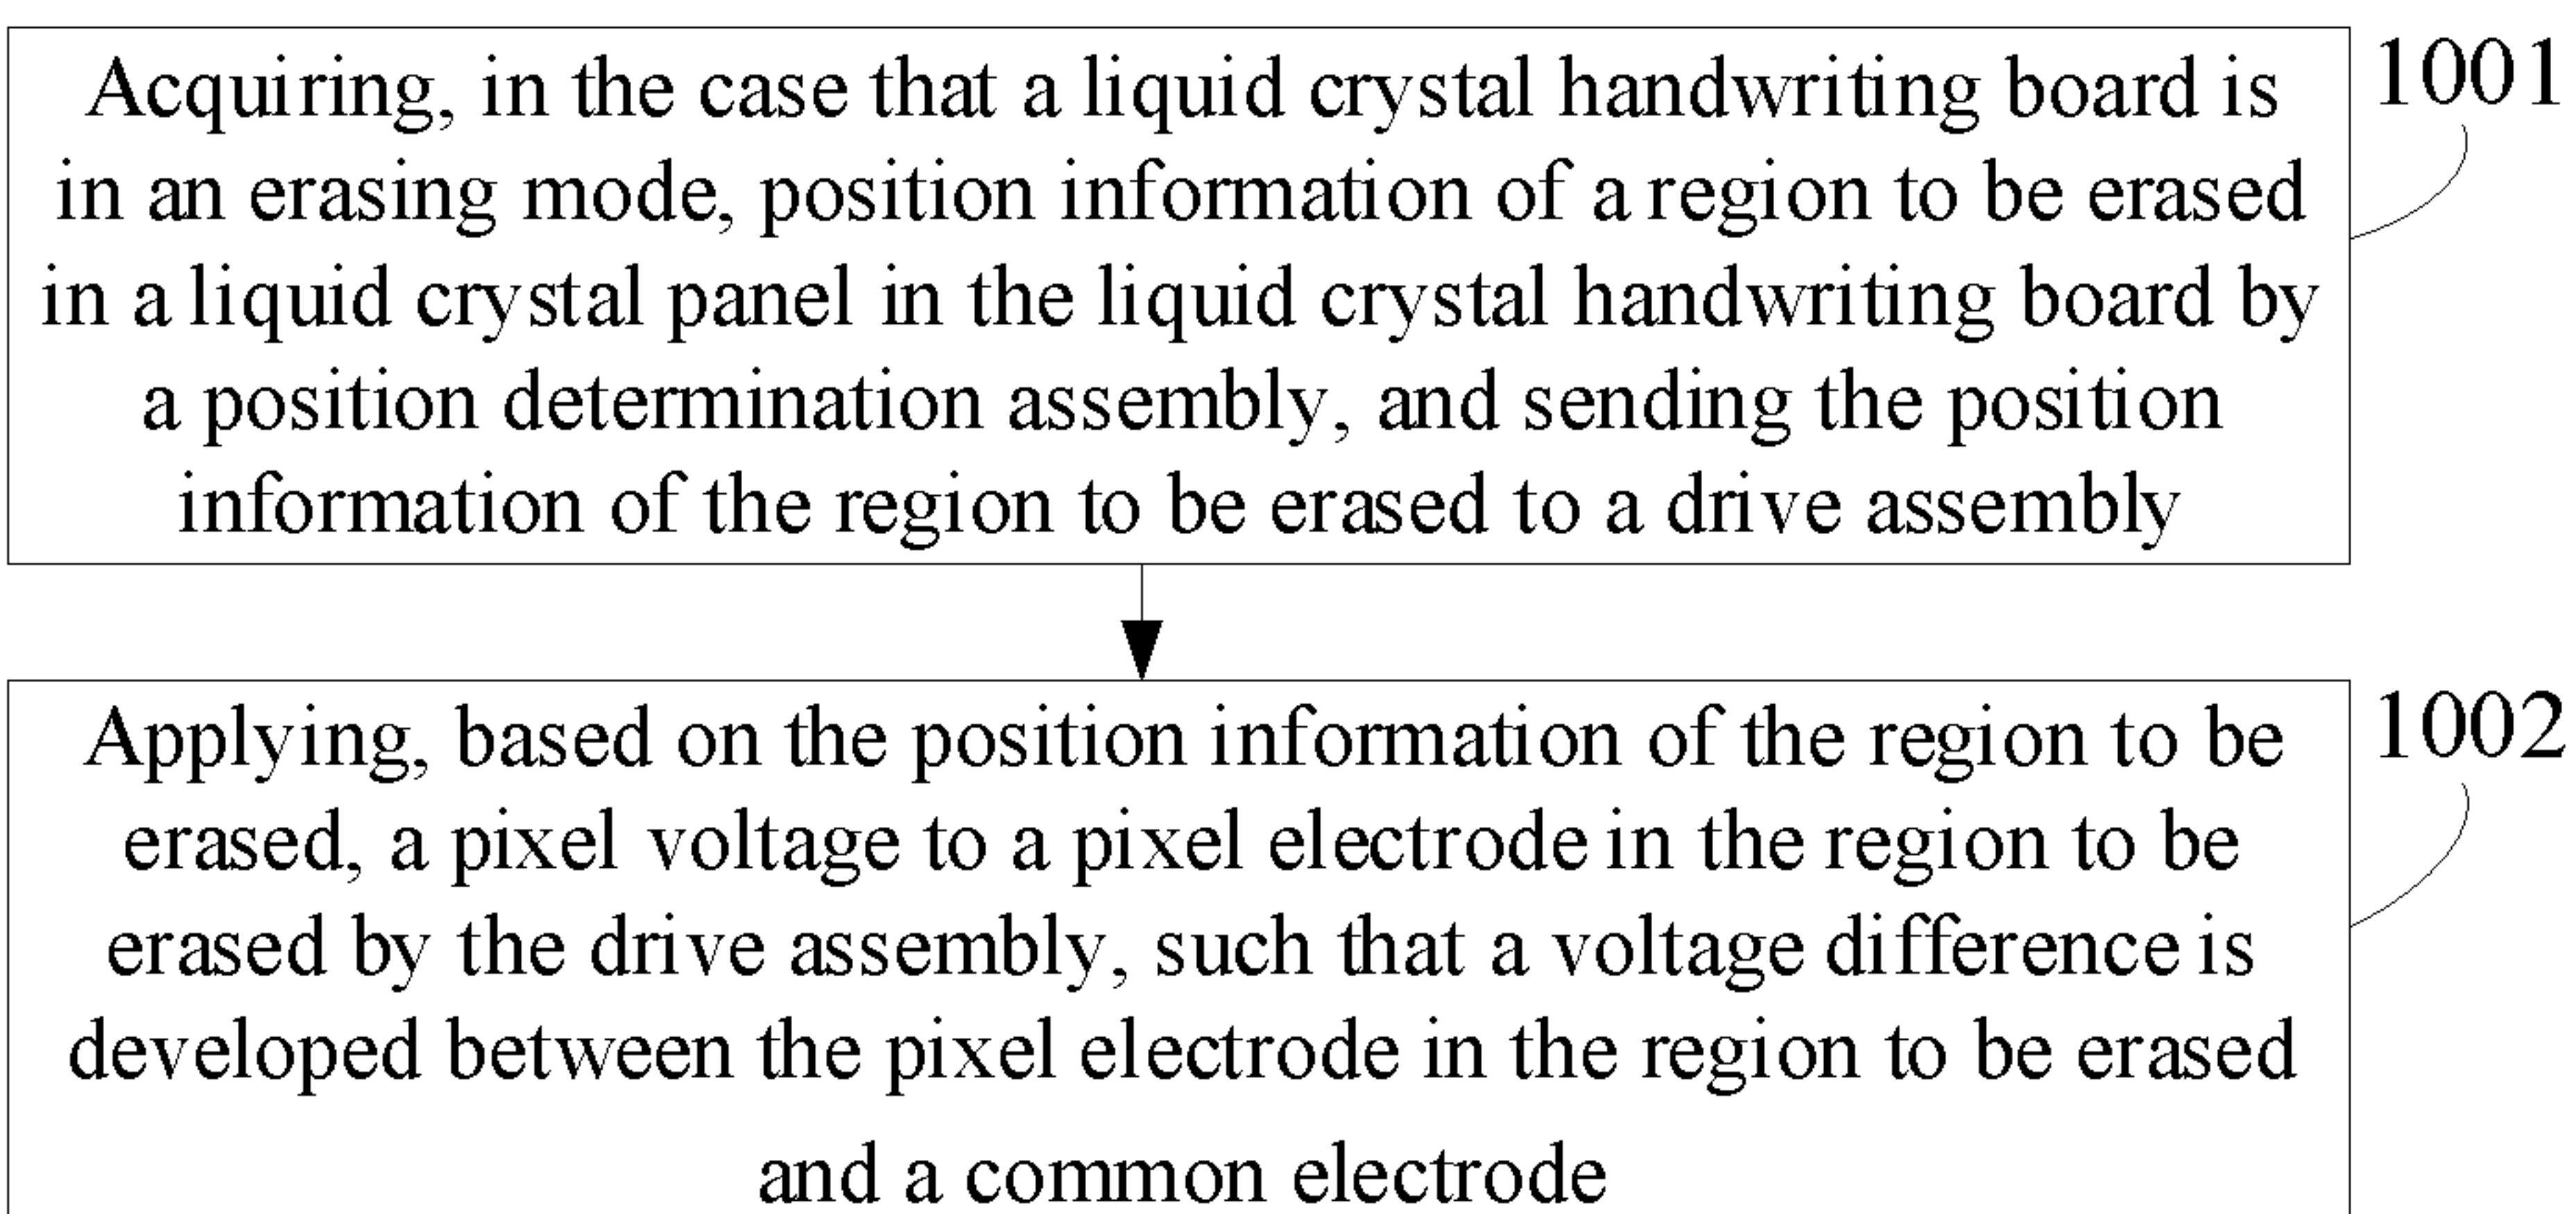 Acquiring, in the case that a liquid crystal handwriting board is
in an erasing mode, position information of a region to be erased
in a liquid crystal panel in the liquid crystal handwriting board by
a position determination assembly, and sending the position
information of the region to be erased to a drive assembly
1001
Applying, based on the position information of the region to be
erased, a pixel voltage to a pixel electrode in the region to be
erased by the drive assembly, such that a voltage difference is
developed between the pixel electrode in the region to be erased
and a common electrode
1002